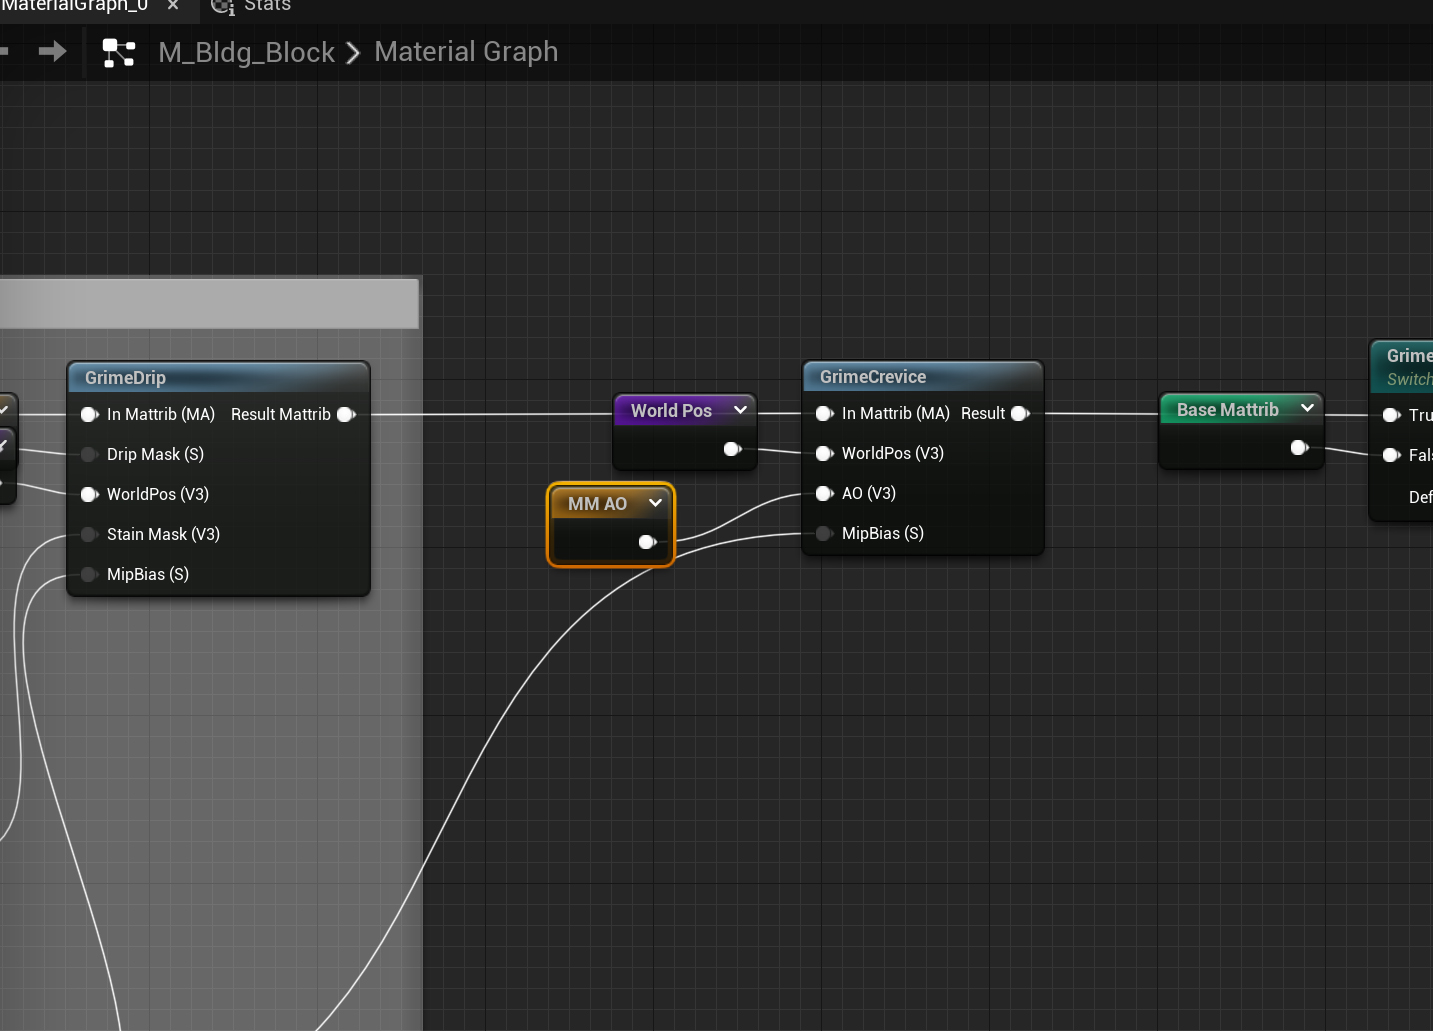 MaterialGraph_0
Stats
M_Bldg_Block > Material Graph
GrimeDrip
In Mattrib (MA) Result Mattrib
Drip Mask (S)
WorldPos (V3)
Stain Mask (V3)
MipBias (S)
World Pos
MM AO
GrimeCrevice
In Mattrib (MA) Result
WorldPos (V3)
AO (V3)
MipBias (S)
Base Mattrib
Grime
Switch
Tru
Fals
Def